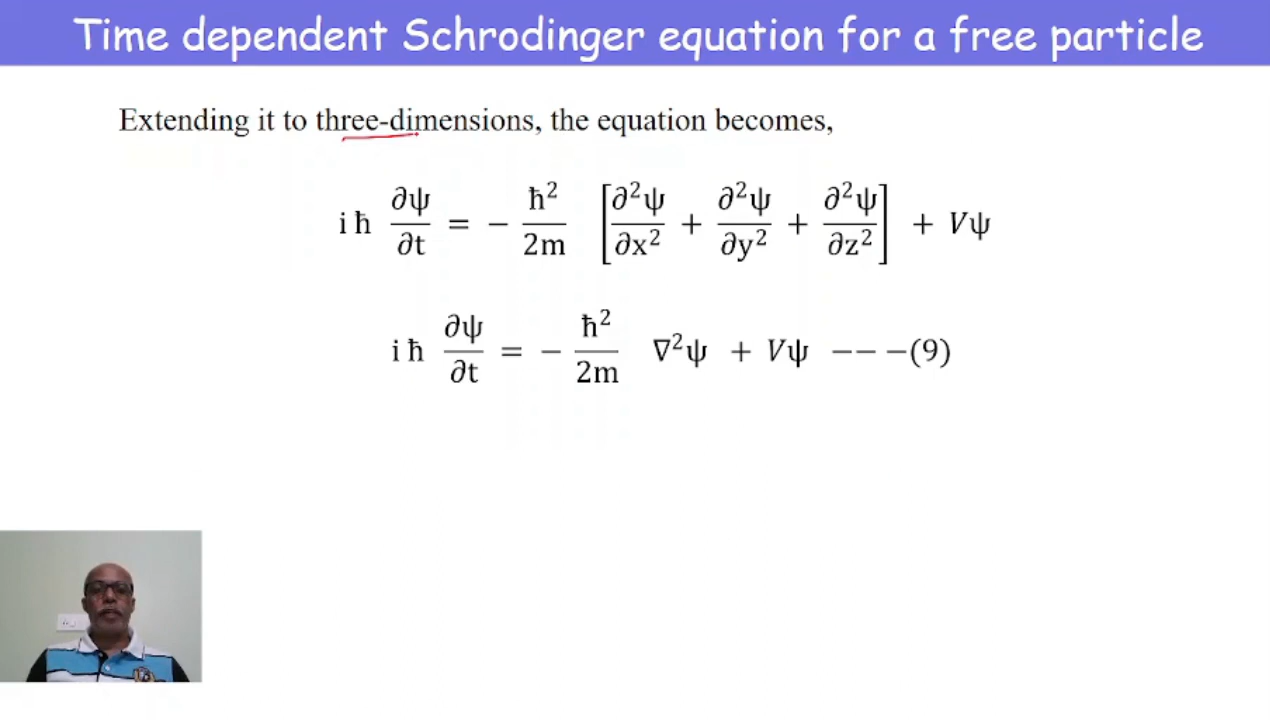 Time dependent Schrodinger equation for a free particle
Extending it to three-dimensions, the equation becomes,
i ħ ∂ψ/∂t = − ħ²/2m [∂²ψ/∂x² + ∂²ψ/∂y² + ∂²ψ/∂z²] + Vψ
i ħ ∂ψ/∂t = − ħ²/2m ∇²ψ + Vψ −− −(9)